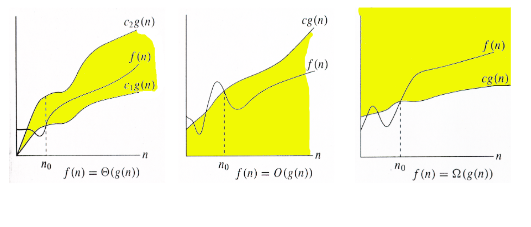 c₂g(n)
f(n)
c₁g(n)
n
n₀
f(n) = Θ(g(n))
cg(n)
f(n)
n
n₀
f(n) = O(g(n))
f(n)
cg(n)
n
n₀
f(n) = Ω(g(n))